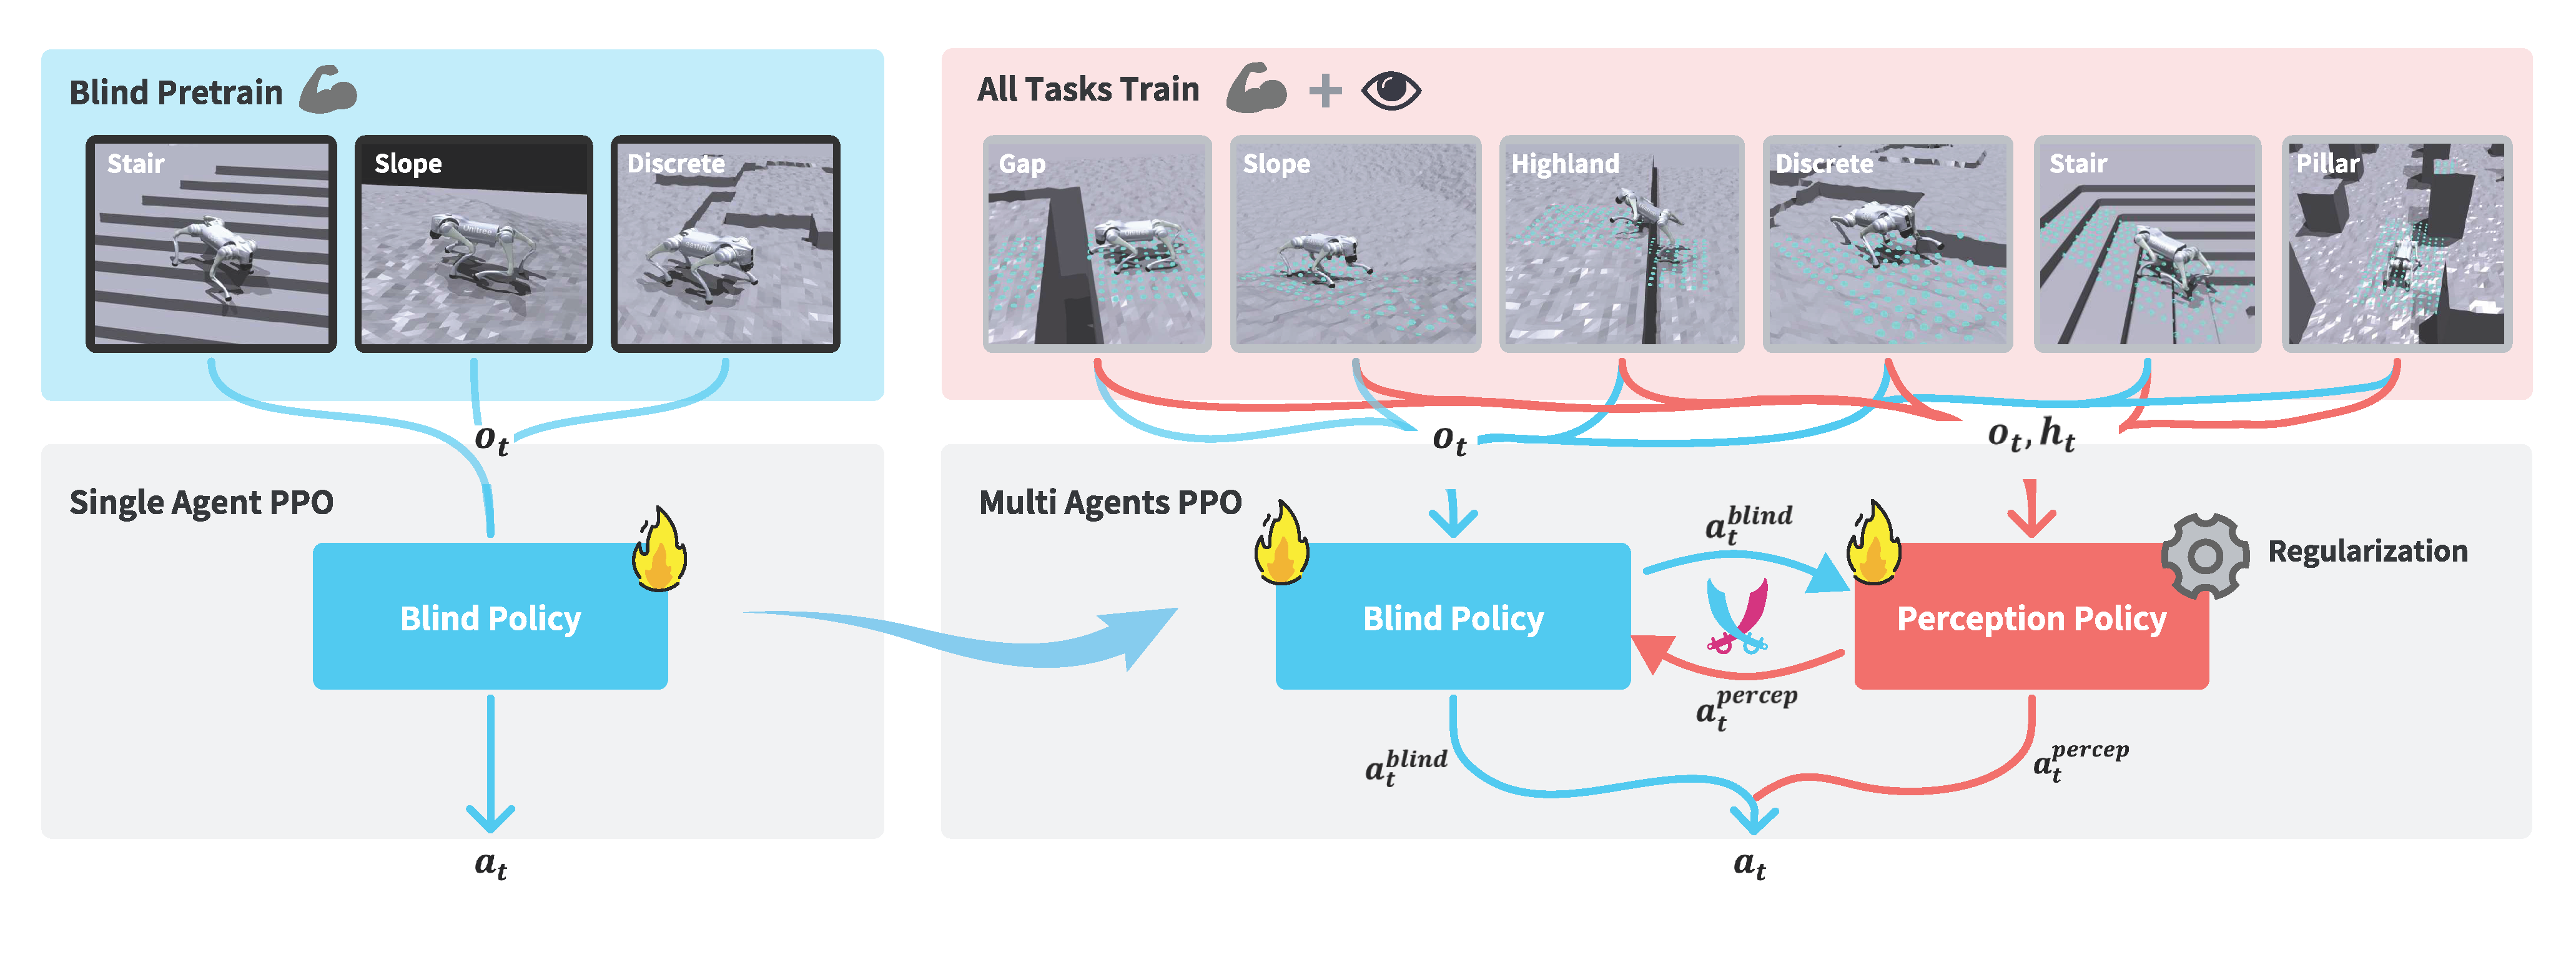 Blind Pretrain
Stair
Slope
Discrete
o_t
Single Agent PPO
Blind Policy
a_t
All Tasks Train
Gap
Slope
Highland
Discrete
Stair
Pillar
o_t
o_t, h_t
Multi Agents PPO
Blind Policy
a_t^{blind}
a_t^{percep}
Perception Policy
Regularization
a_t^{blind}
a_t^{percep}
a_t